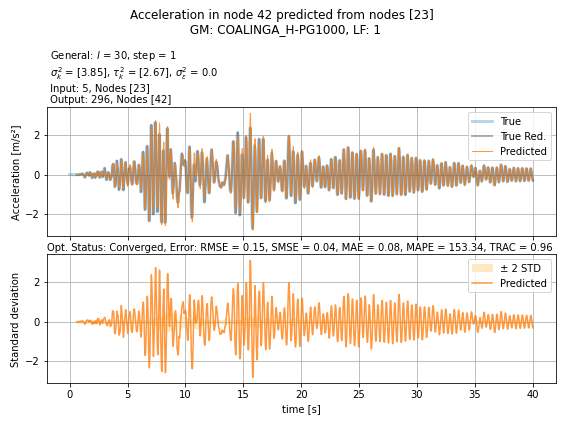 Acceleration in node 42 predicted from nodes [23]
GM: COALINGA_H-PG1000, LF: 1
General: l = 30, step = 1
σ²ₖ = [3.85], τ²ₖ = [2.67], σ²ε = 0.0
Input: 5, Nodes [23]
Output: 296, Nodes [42]
Acceleration [m/s²]
2
0
−2
True
True Red.
Predicted
Opt. Status: Converged, Error: RMSE = 0.15, SMSE = 0.04, MAE = 0.08, MAPE = 153.34, TRAC = 0.96
Standard deviation
2
0
−2
± 2 STD
Predicted
0 5 10 15 20 25 30 35 40
time [s]